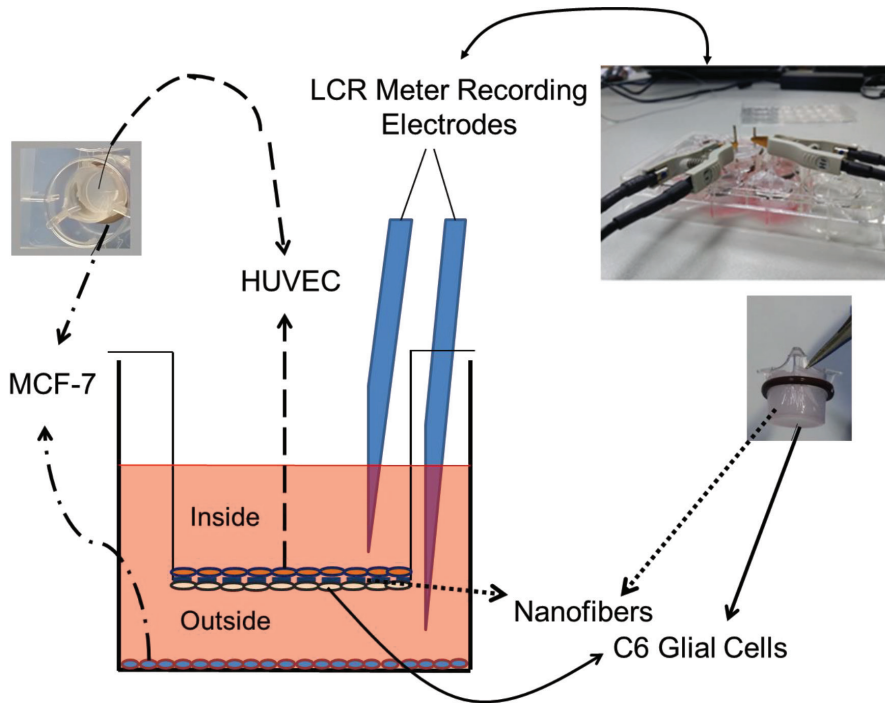 LCR Meter Recording
Electrodes
HUVEC
MCF-7
Inside
Outside
Nanofibers
C6 Glial Cells